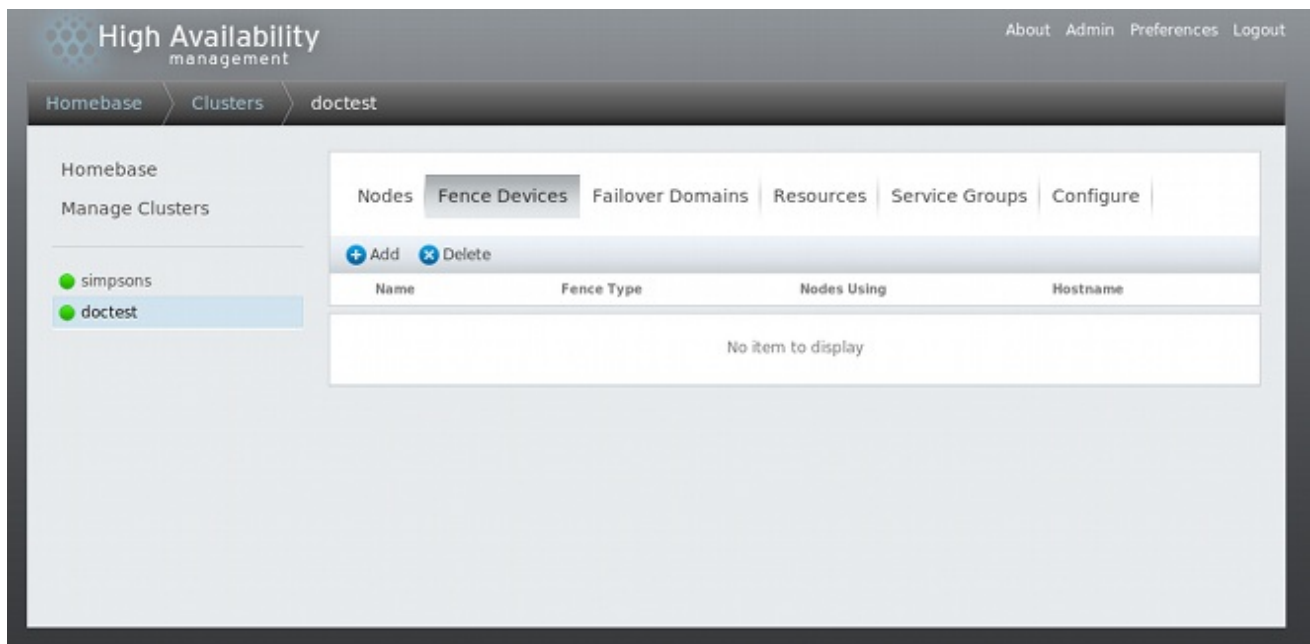 High Availability
management
About Admin Preferences Logout
Homebase Clusters doctest
Homebase
Manage Clusters
simpsons
doctest
Nodes Fence Devices Failover Domains Resources Service Groups Configure
Add Delete
Name Fence Type Nodes Using Hostname
No item to display